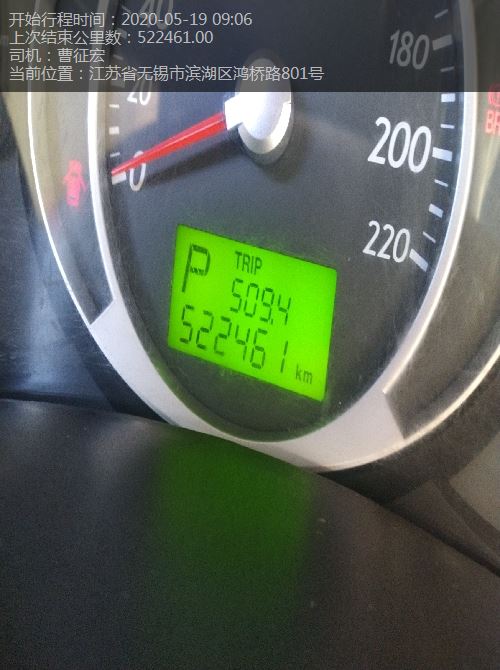 开始行程时间：2020-05-19 09:06
上次结束公里数：522461.00
司机：曹征宏
当前位置：江苏省无锡市滨湖区鸿桥路801号
180
20
200
0
220
P TRIP
509.4
522461 km